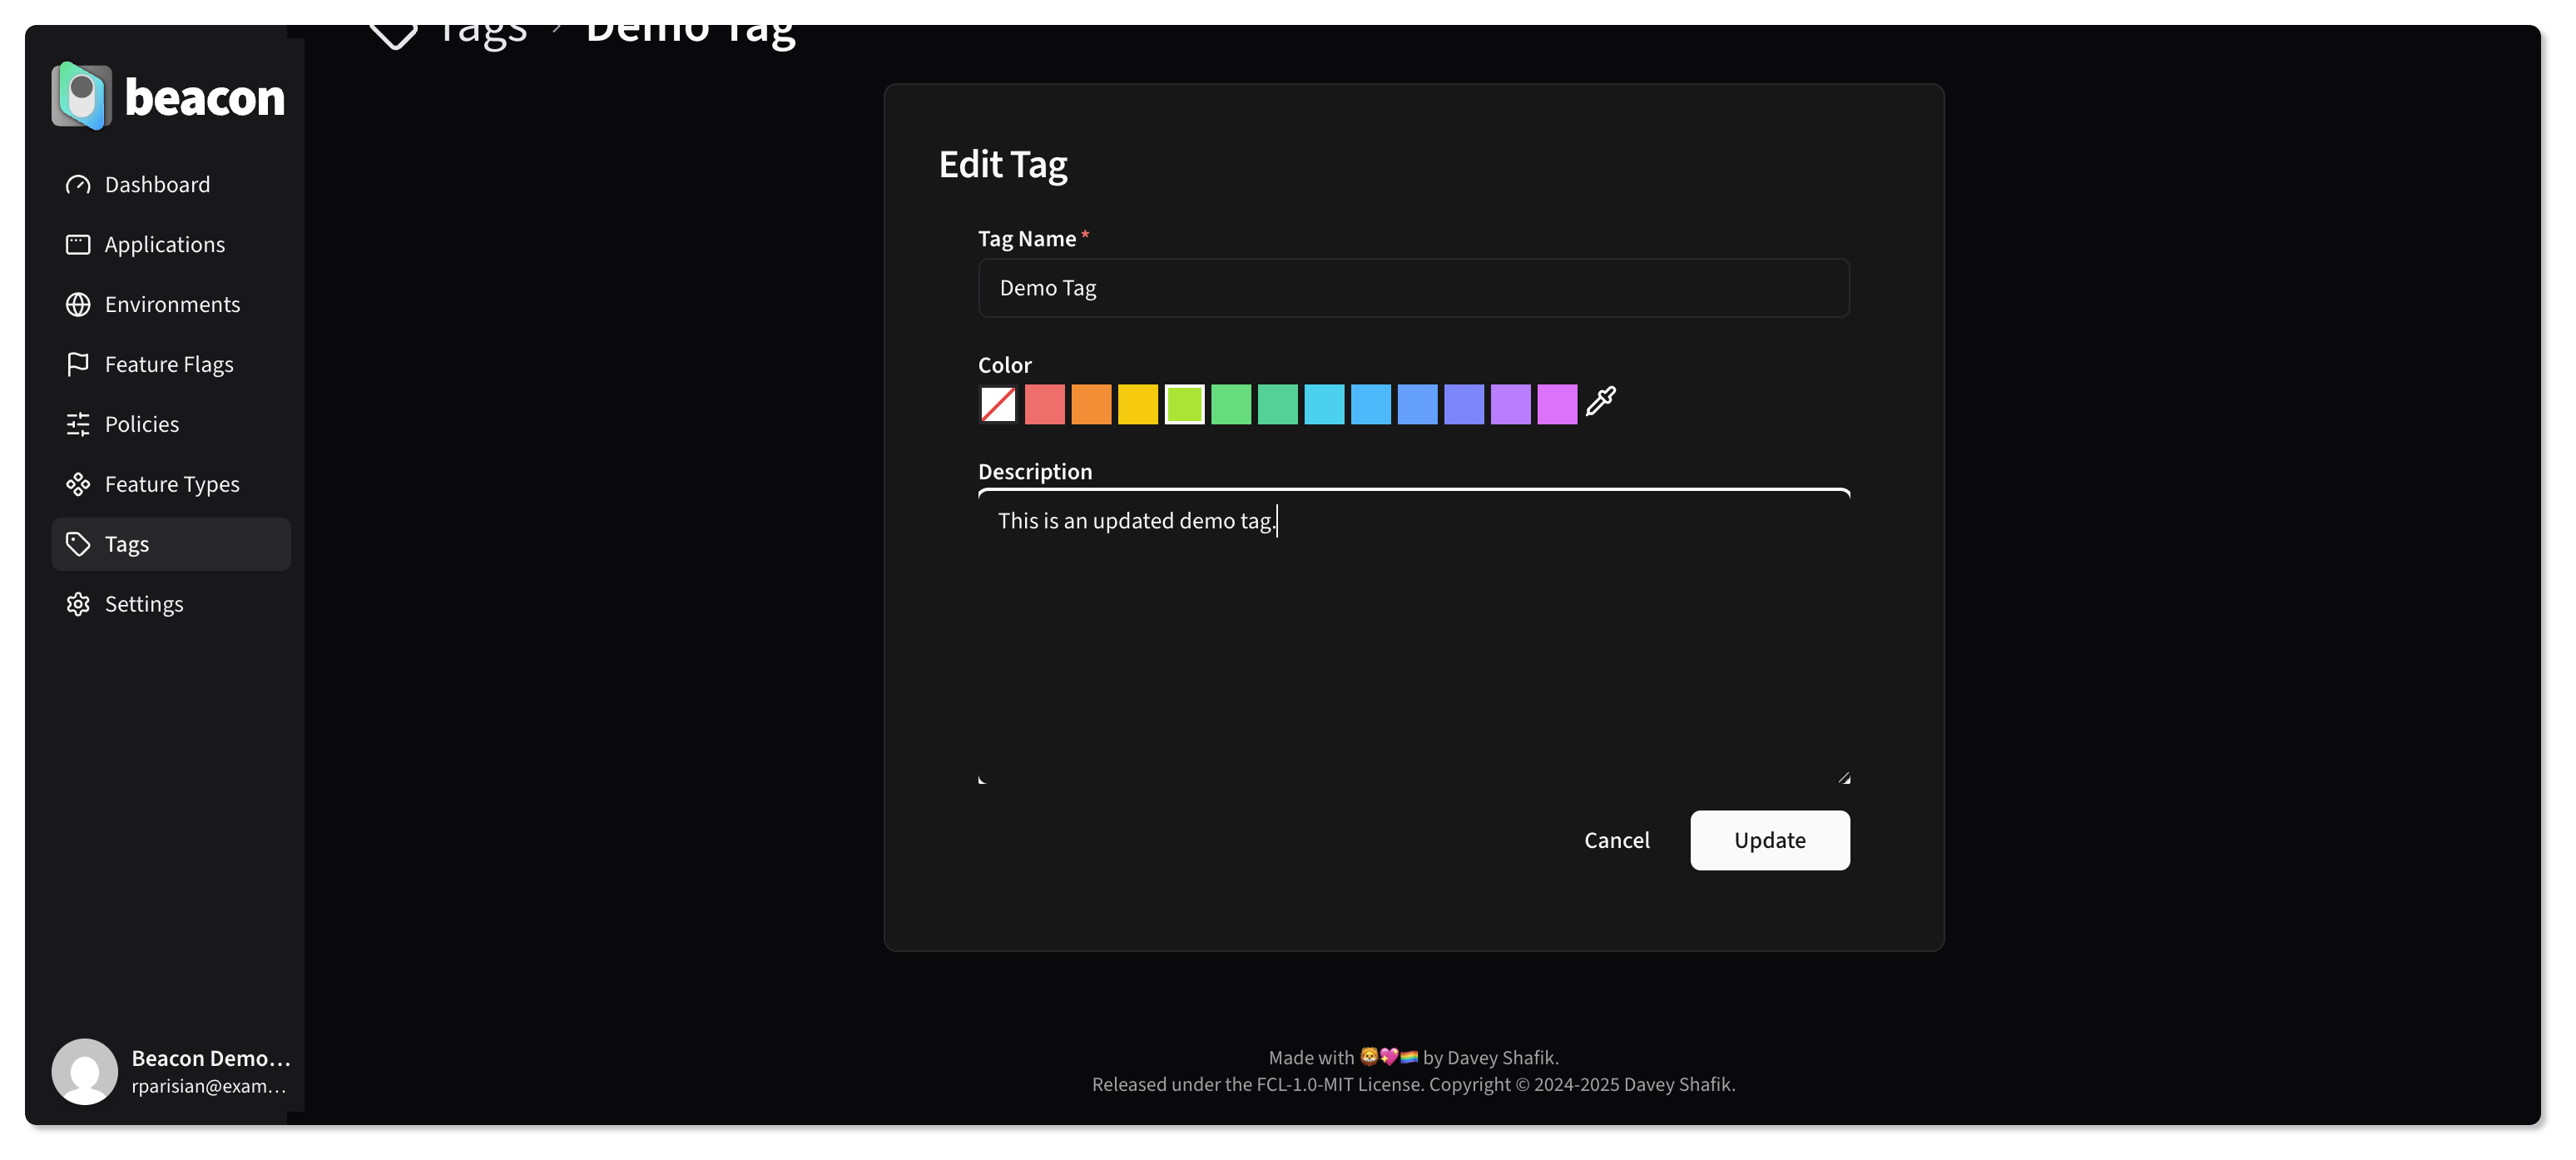 Tags › Demo Tag
beacon
Dashboard
Applications
Environments
Feature Flags
Policies
Feature Types
Tags
Settings
Beacon Demo...
rparisian@exam...
Edit Tag
Tag Name *
Demo Tag
Color
Description
This is an updated demo tag.
Cancel
Update
Made with 🦁💖🏳️‍🌈 by Davey Shafik.
Released under the FCL-1.0-MIT License. Copyright © 2024-2025 Davey Shafik.